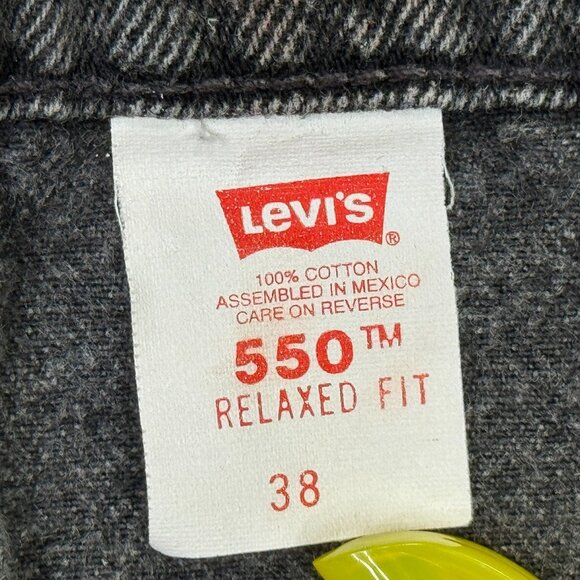 Levi's
®
100% COTTON
ASSEMBLED IN MEXICO
CARE ON REVERSE
550™
RELAXED FIT
38